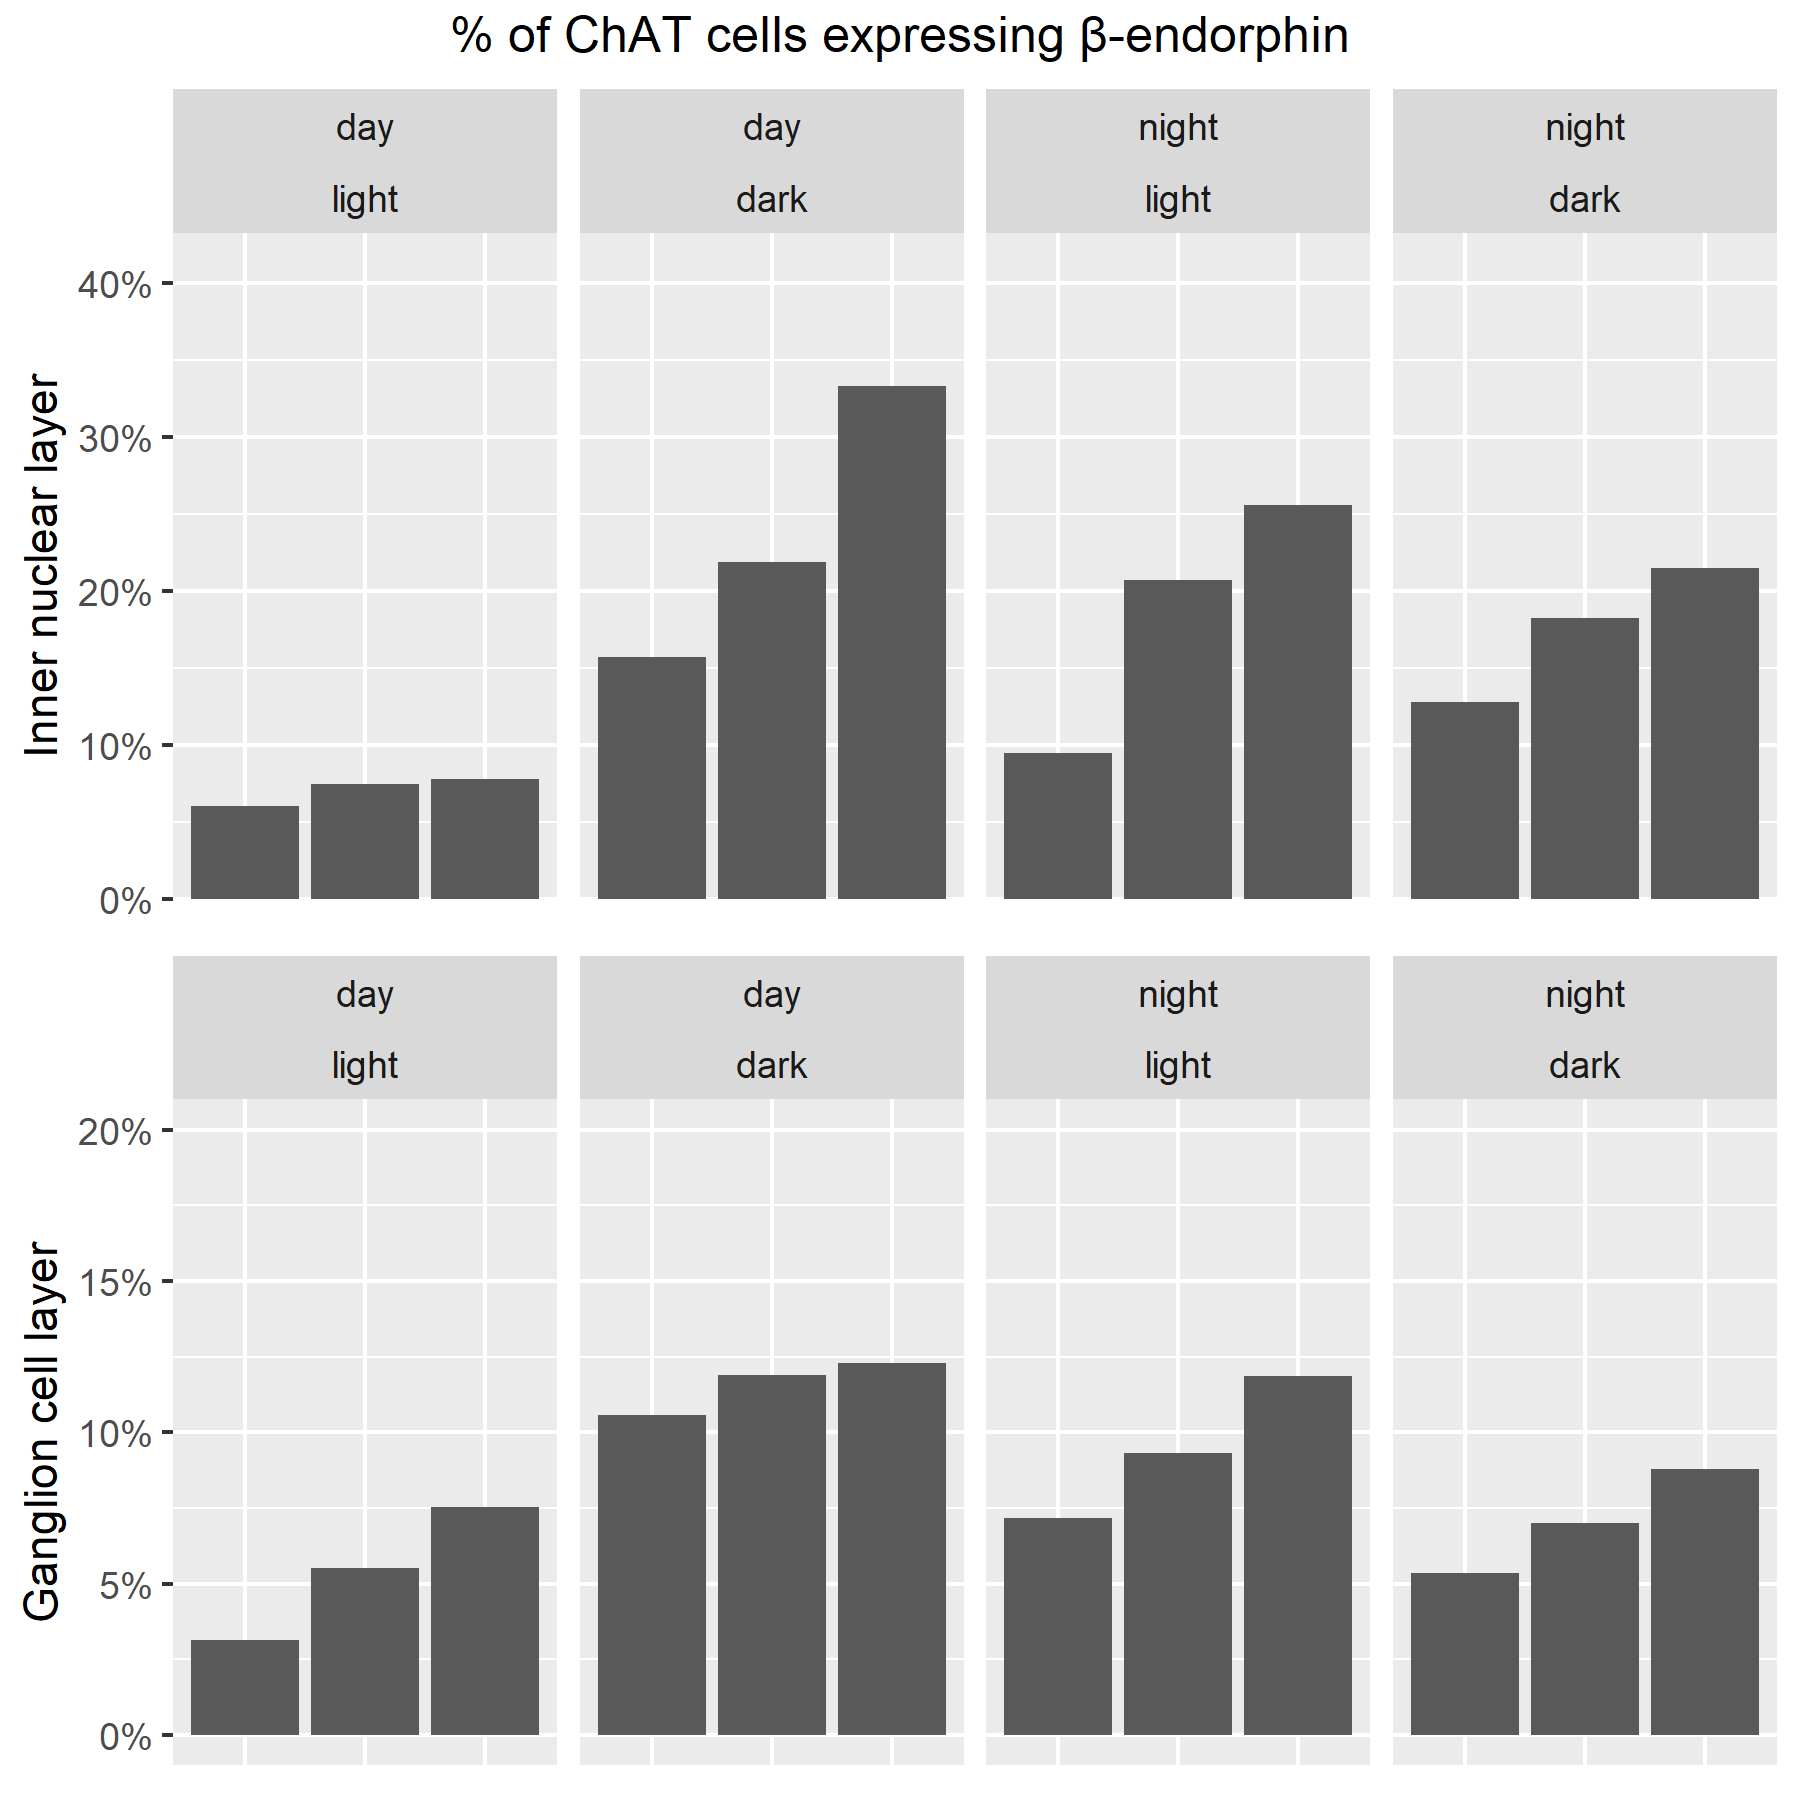 % of ChAT cells expressing β-endorphin
day day night night
light dark light dark
40%
30%
20%
10%
0%
Inner nuclear layer
day day night night
light dark light dark
20%
15%
10%
5%
0%
Ganglion cell layer